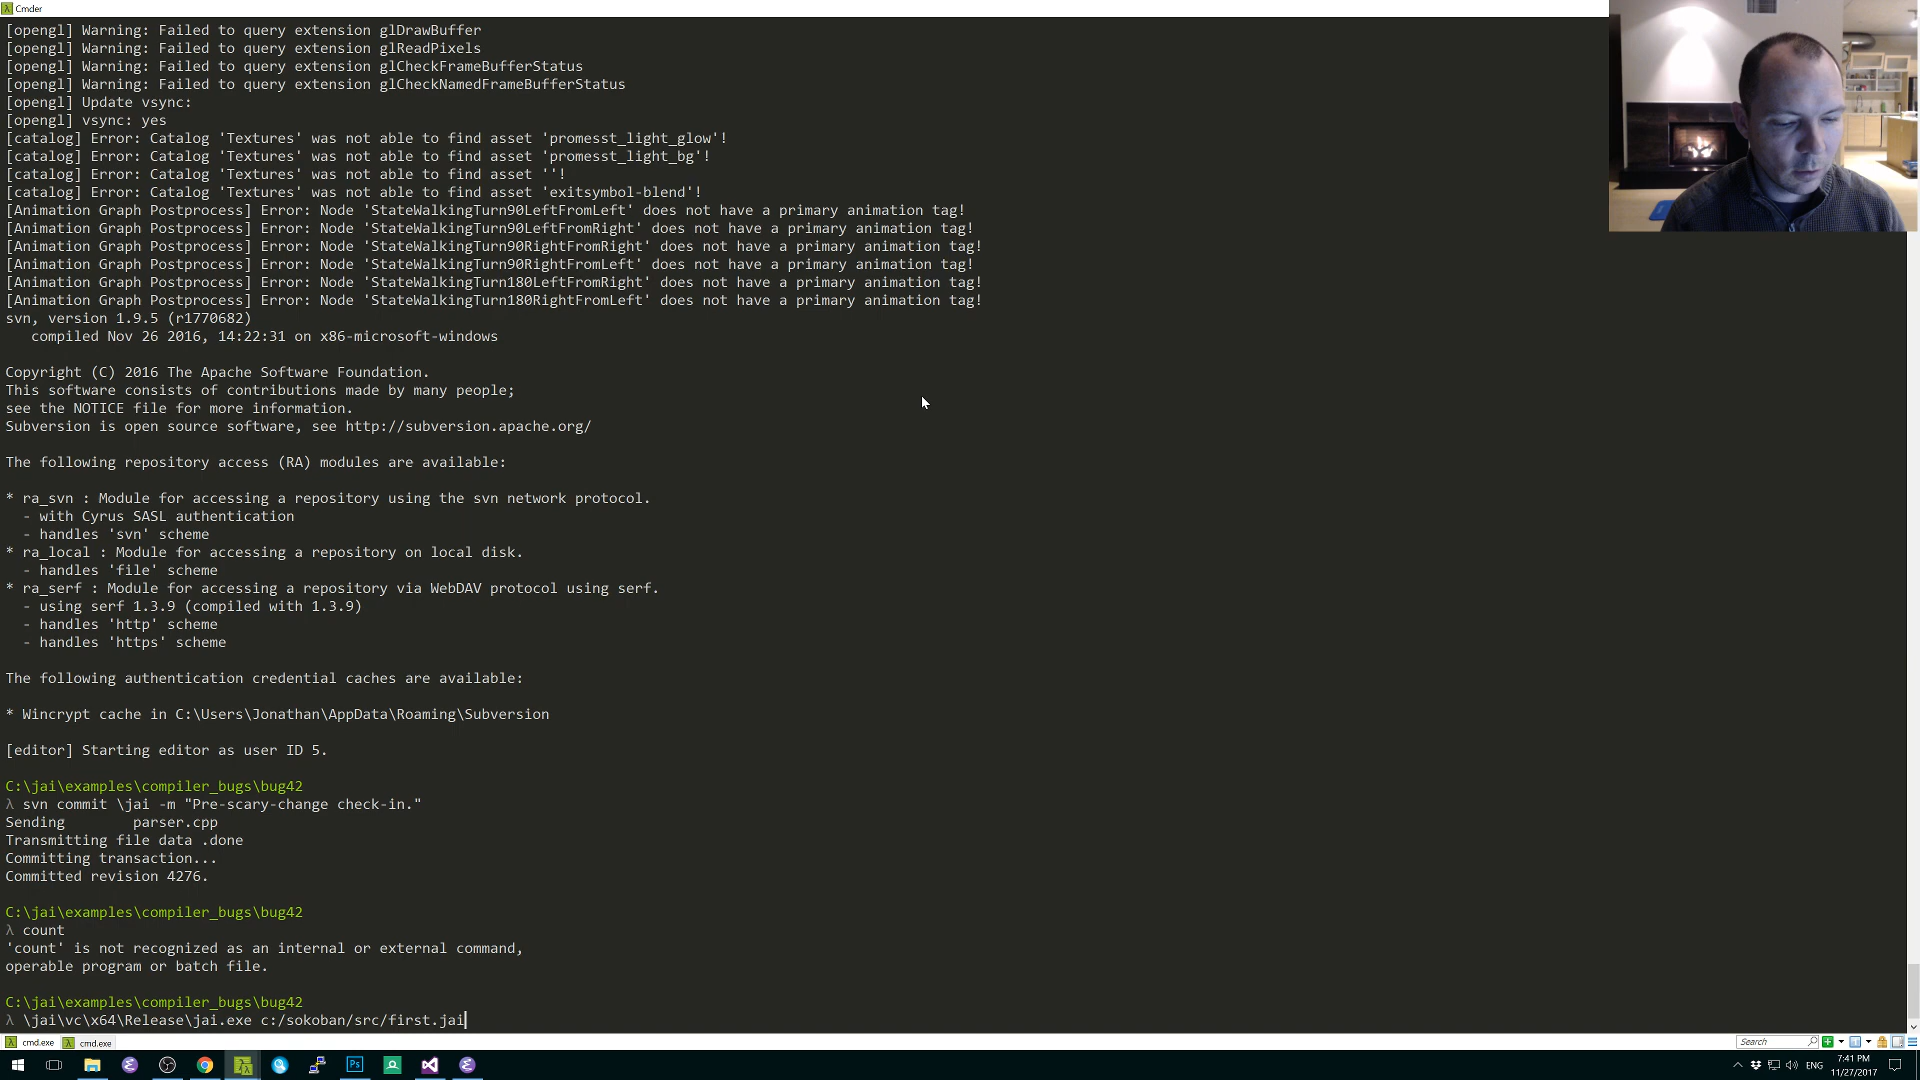 Cmder
[opengl] Warning: Failed to query extension glDrawBuffer
[opengl] Warning: Failed to query extension glReadPixels
[opengl] Warning: Failed to query extension glCheckFrameBufferStatus
[opengl] Warning: Failed to query extension glCheckNamedFrameBufferStatus
[opengl] Update vsync:
[opengl] vsync: yes
[catalog] Error: Catalog 'Textures' was not able to find asset 'promesst_light_glow'!
[catalog] Error: Catalog 'Textures' was not able to find asset 'promesst_light_bg'!
[catalog] Error: Catalog 'Textures' was not able to find asset ''!
[catalog] Error: Catalog 'Textures' was not able to find asset 'exitsymbol-blend'!
[Animation Graph Postprocess] Error: Node 'StateWalkingTurn90LeftFromLeft' does not have a primary animation tag!
[Animation Graph Postprocess] Error: Node 'StateWalkingTurn90LeftFromRight' does not have a primary animation tag!
[Animation Graph Postprocess] Error: Node 'StateWalkingTurn90RightFromRight' does not have a primary animation tag!
[Animation Graph Postprocess] Error: Node 'StateWalkingTurn90RightFromLeft' does not have a primary animation tag!
[Animation Graph Postprocess] Error: Node 'StateWalkingTurn180LeftFromRight' does not have a primary animation tag!
[Animation Graph Postprocess] Error: Node 'StateWalkingTurn180RightFromLeft' does not have a primary animation tag!
svn, version 1.9.5 (r1770682)
   compiled Nov 26 2016, 14:22:31 on x86-microsoft-windows
Copyright (C) 2016 The Apache Software Foundation.
This software consists of contributions made by many people;
see the NOTICE file for more information.
Subversion is open source software, see http://subversion.apache.org/
The following repository access (RA) modules are available:
* ra_svn : Module for accessing a repository using the svn network protocol.
  - with Cyrus SASL authentication
  - handles 'svn' scheme
* ra_local : Module for accessing a repository on local disk.
  - handles 'file' scheme
* ra_serf : Module for accessing a repository via WebDAV protocol using serf.
  - using serf 1.3.9 (compiled with 1.3.9)
  - handles 'http' scheme
  - handles 'https' scheme
The following authentication credential caches are available:
* Wincrypt cache in C:\Users\Jonathan\AppData\Roaming\Subversion
[editor] Starting editor as user ID 5.
C:\jai\examples\compiler_bugs\bug42
λ svn commit \jai -m "Pre-scary-change check-in."
Sending        parser.cpp
Transmitting file data .done
Committing transaction...
Committed revision 4276.
C:\jai\examples\compiler_bugs\bug42
λ count
'count' is not recognized as an internal or external command,
operable program or batch file.
C:\jai\examples\compiler_bugs\bug42
λ \jai\vc\x64\Release\jai.exe c:/sokoban/src/first.jai
cmd.exe cmd.exe Search
Ps ENG 7:41 PM
11/27/2017